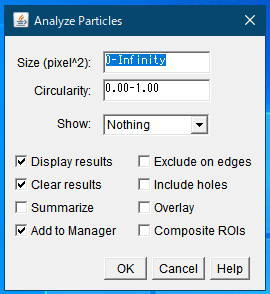 Analyze Particles
Size (pixel^2): 0-Infinity
Circularity: 0.00-1.00
Show: Nothing
Display results Exclude on edges
Clear results Include holes
Summarize Overlay
Add to Manager Composite ROIs
OK Cancel Help